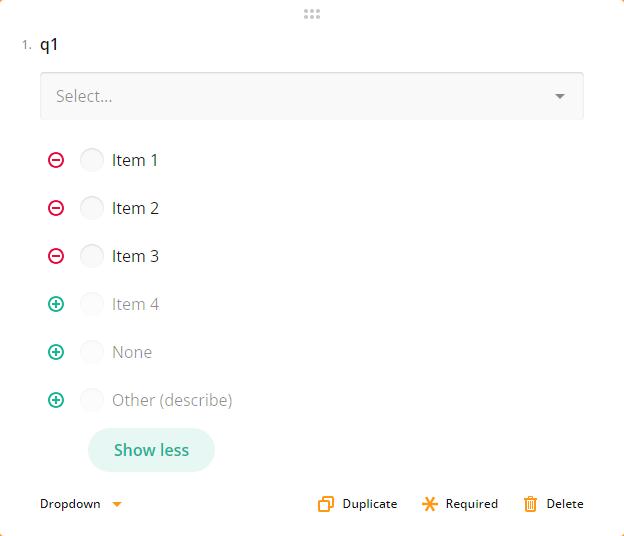 1. q1
Select...
Item 1
Item 2
Item 3
Item 4
None
Other (describe)
Show less
Dropdown Duplicate Required Delete